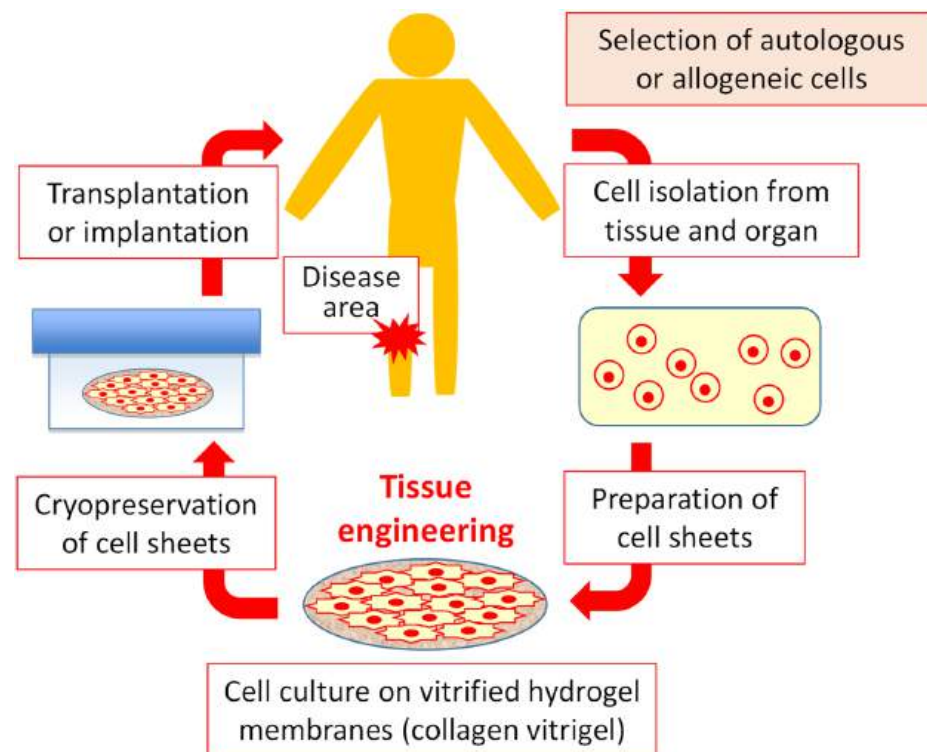 Selection of autologous
or allogeneic cells
Cell isolation from
tissue and organ
Preparation of
cell sheets
Tissue
engineering
Cell culture on vitrified hydrogel
membranes (collagen vitrigel)
Cryopreservation
of cell sheets
Transplantation
or implantation
Disease
area